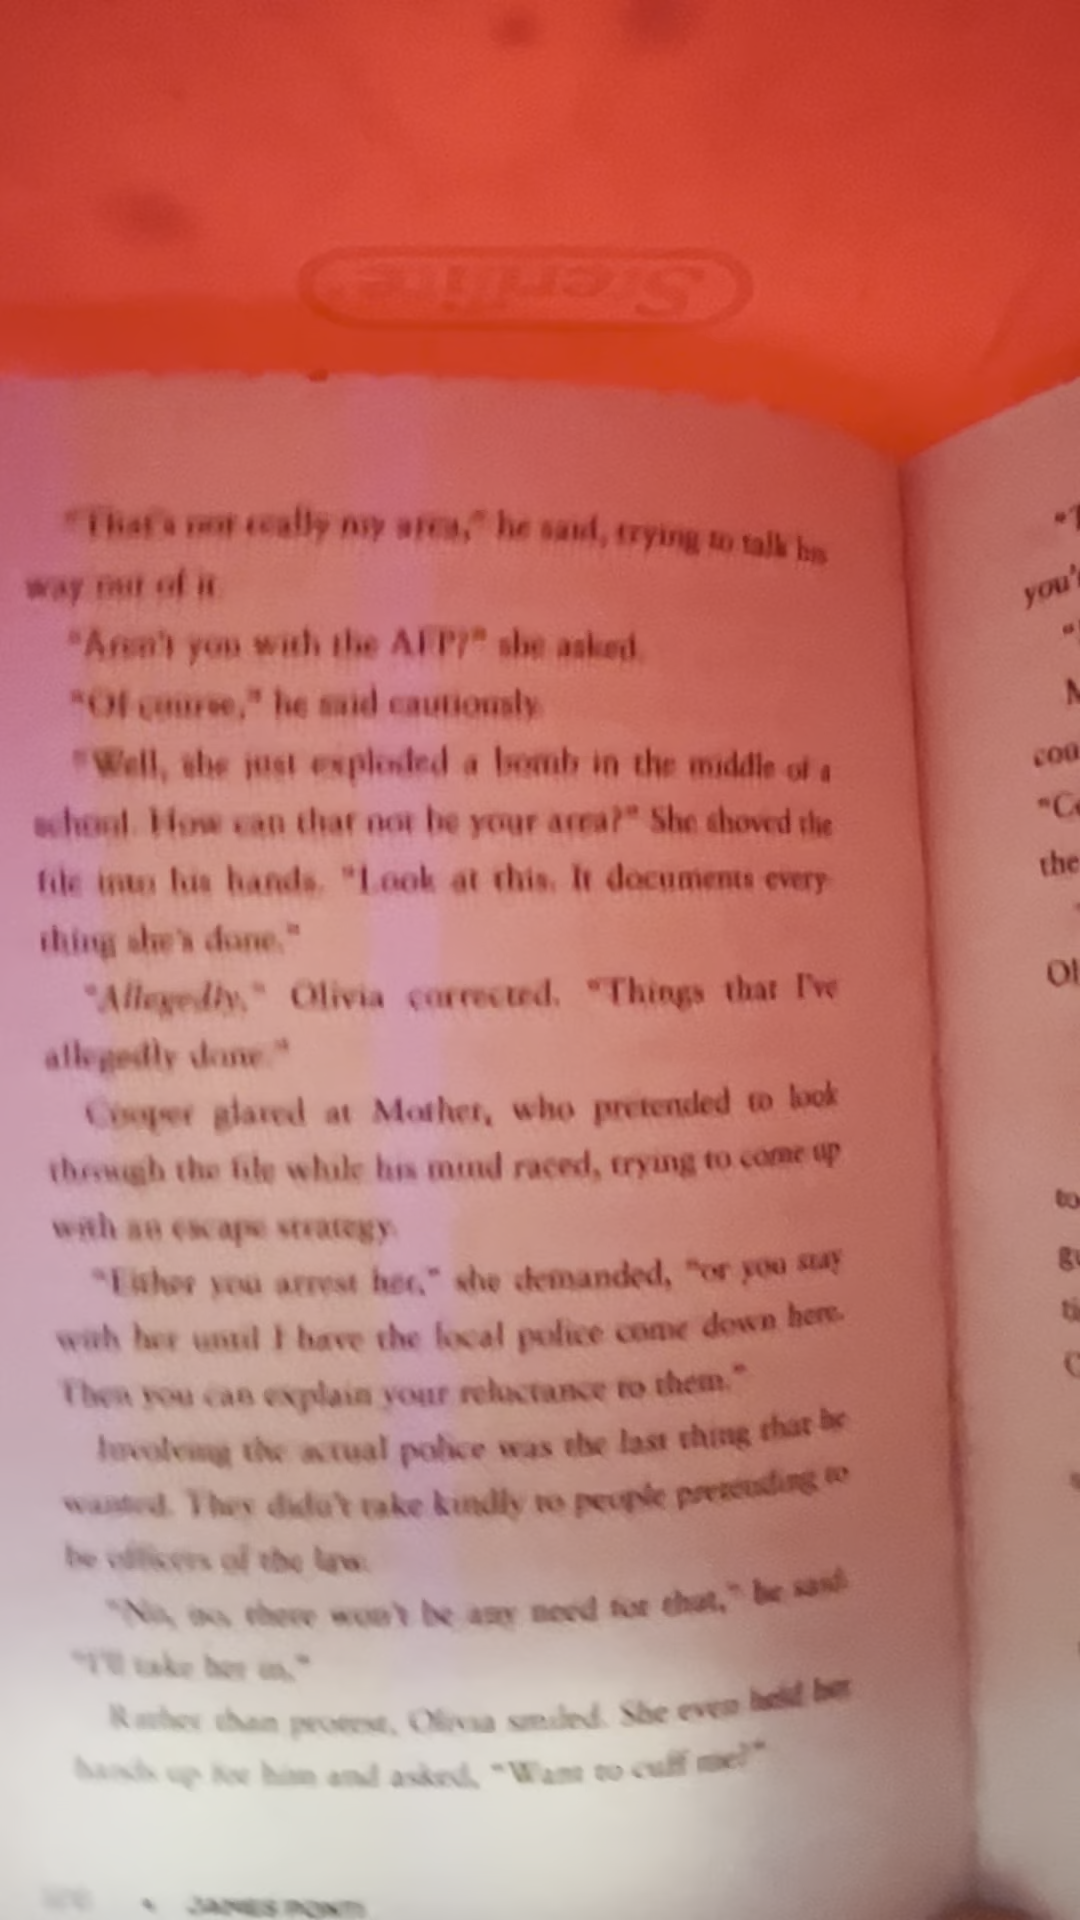 Sterilite
"That's not really my area," he said, trying to talk his
way out of it.
"Aren't you with the AFP?" she asked.
"Of course," he said cautiously.
"Well, she just exploded a bomb in the middle of a
school. How can that not be your area?" She shoved the
file into his hands. "Look at this. It documents every-
thing she's done."
"Allegedly," Olivia corrected. "Things that I've
allegedly done."
Cooper glared at Mother, who pretended to look
through the file while his mind raced, trying to come up
with an escape strategy.
"Either you arrest her," she demanded, "or you stay
with her until I have the local police come down here.
Then you can explain your reluctance to them."
Involving the actual police was the last thing that he
wanted. They didn't take kindly to people pretending to
be officers of the law.
"No, no, there won't be any need for that," he said.
"I'll take her in."
Rather than protest, Olivia smiled. She even held her
hands up for him and asked, "Want to cuff me?"
• JAMES PONTI
you'r
cou
"Co
the
Ol
to